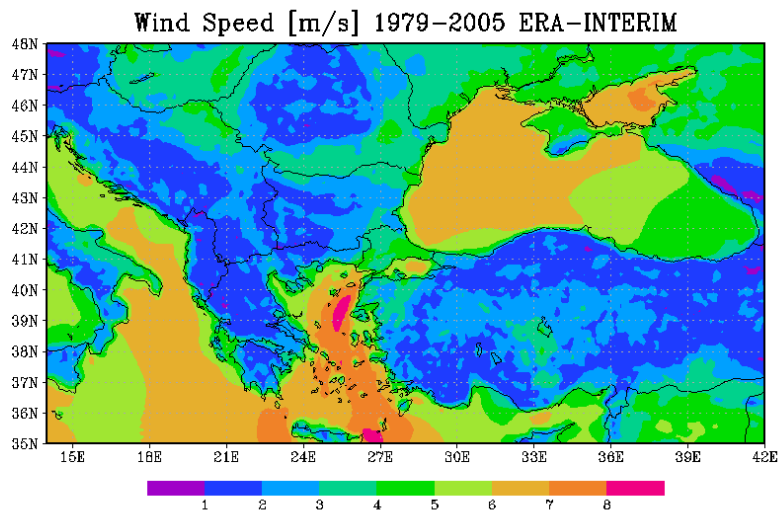 Wind Speed [m/s] 1979-2005 ERA-INTERIM
48N
47N
46N
45N
44N
43N
42N
41N
40N
39N
38N
37N
36N
35N
15E 18E 21E 24E 27E 30E 33E 36E 39E 42E
1 2 3 4 5 6 7 8